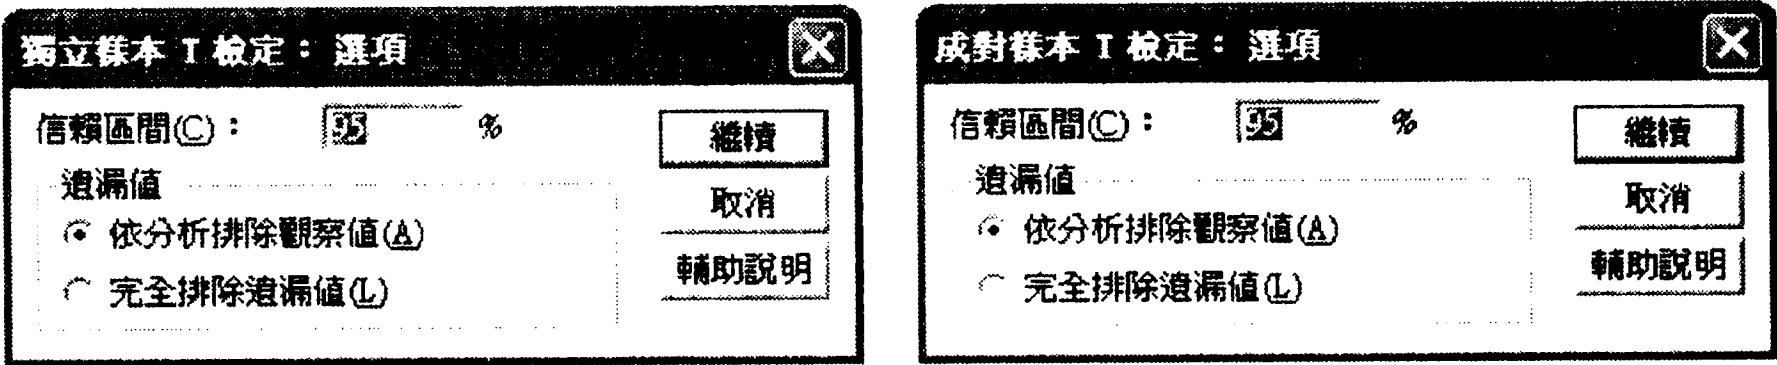 獨立樣本 T 檢定：選項
信賴區間(C)： 95 %
遺漏值
依分析排除觀察值(A)
完全排除遺漏值(L)
繼續
取消
輔助說明
成對樣本 T 檢定：選項
信賴區間(C)： 95 %
遺漏值
依分析排除觀察值(A)
完全排除遺漏值(L)
繼續
取消
輔助說明